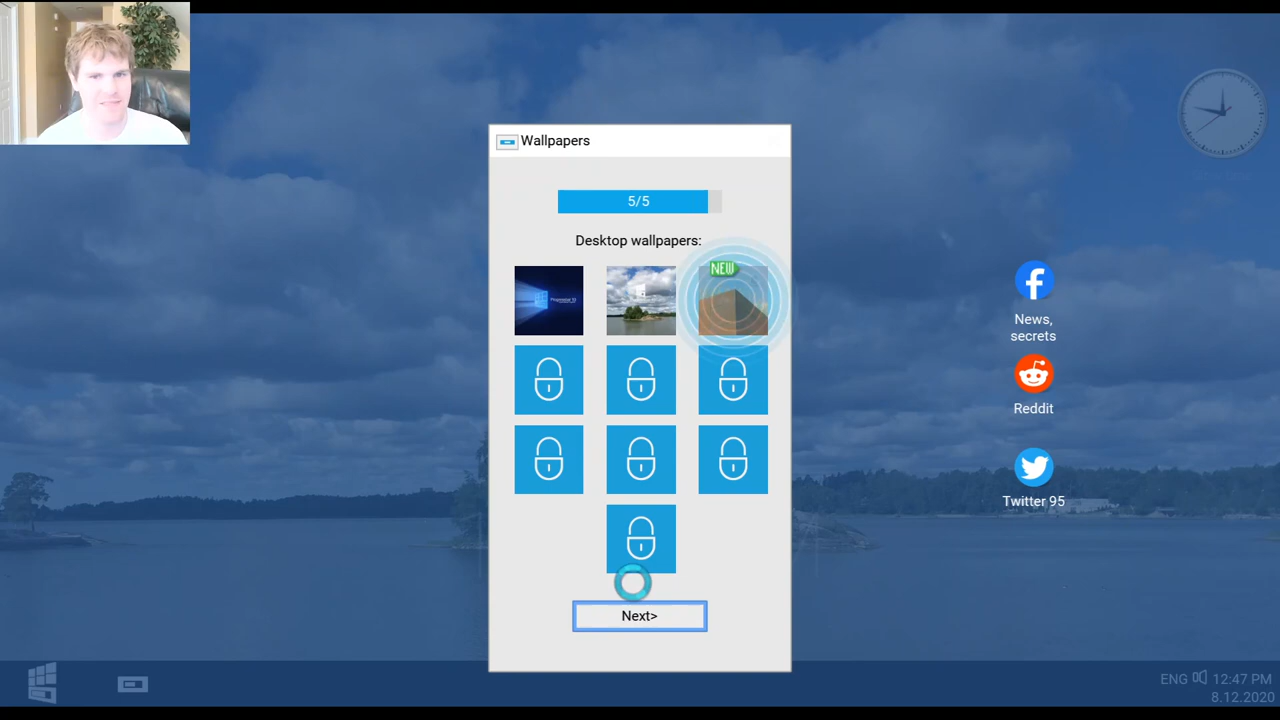 Wallpapers
5/5
Desktop wallpapers:
NEW
Next>
News,
secrets
Reddit
Twitter 95
ENG 12:47 PM
8.12.2020